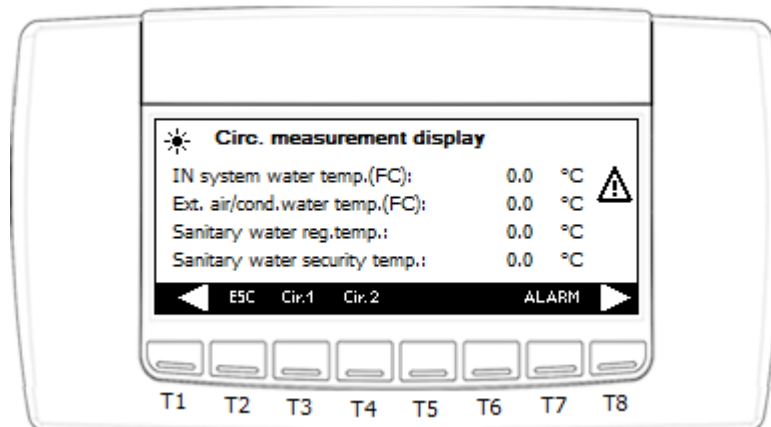 Circ. measurement display
IN system water temp.(FC): 0.0 °C
Ext. air/cond.water temp.(FC): 0.0 °C
Sanitary water reg.temp.: 0.0 °C
Sanitary water security temp.: 0.0 °C
ESC Cir.1 Cir.2 ALARM
T1 T2 T3 T4 T5 T6 T7 T8